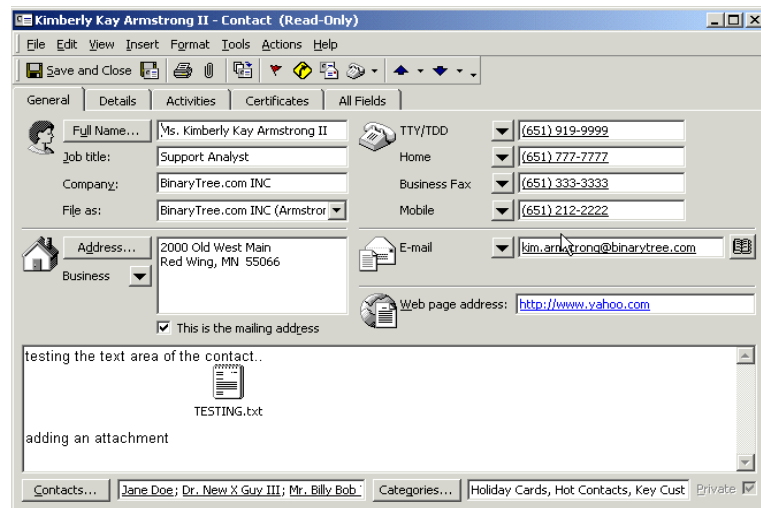 Kimberly Kay Armstrong II - Contact (Read-Only)
File Edit View Insert Format Tools Actions Help
Save and Close
General Details Activities Certificates All Fields
Full Name... Ms. Kimberly Kay Armstrong II TTY/TDD (651) 919-9999
Job title: Support Analyst Home (651) 777-7777
Company: BinaryTree.com INC Business Fax (651) 333-3333
File as: BinaryTree.com INC (Armstror Mobile (651) 212-2222
Address... 2000 Old West Main E-mail kim.armstrong@binarytree.com
Red Wing, MN 55066
Business
Web page address: http://www.yahoo.com
This is the mailing address
testing the text area of the contact..
TESTING.txt
adding an attachment
Contacts... Jane Doe; Dr. New X Guy III; Mr. Billy Bob Categories... Holiday Cards, Hot Contacts, Key Cust Private